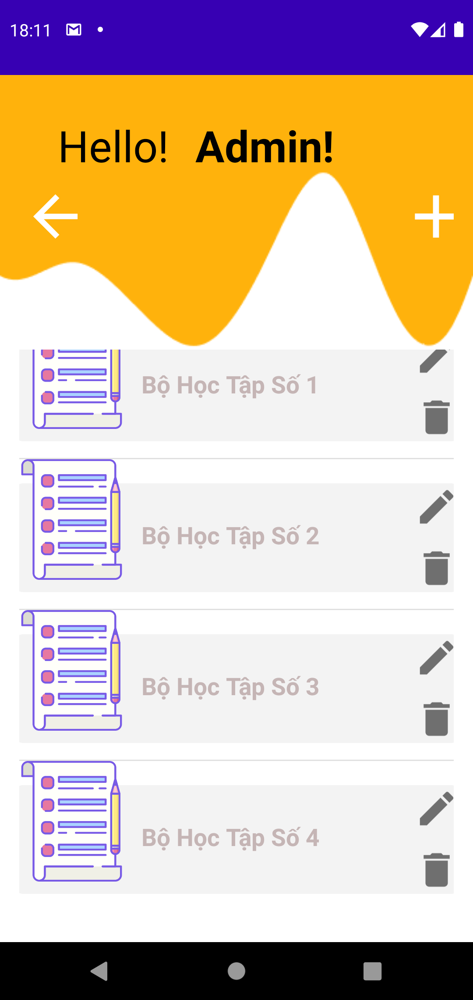 18:11
Hello! Admin!
Bộ Học Tập Số 1
Bộ Học Tập Số 2
Bộ Học Tập Số 3
Bộ Học Tập Số 4